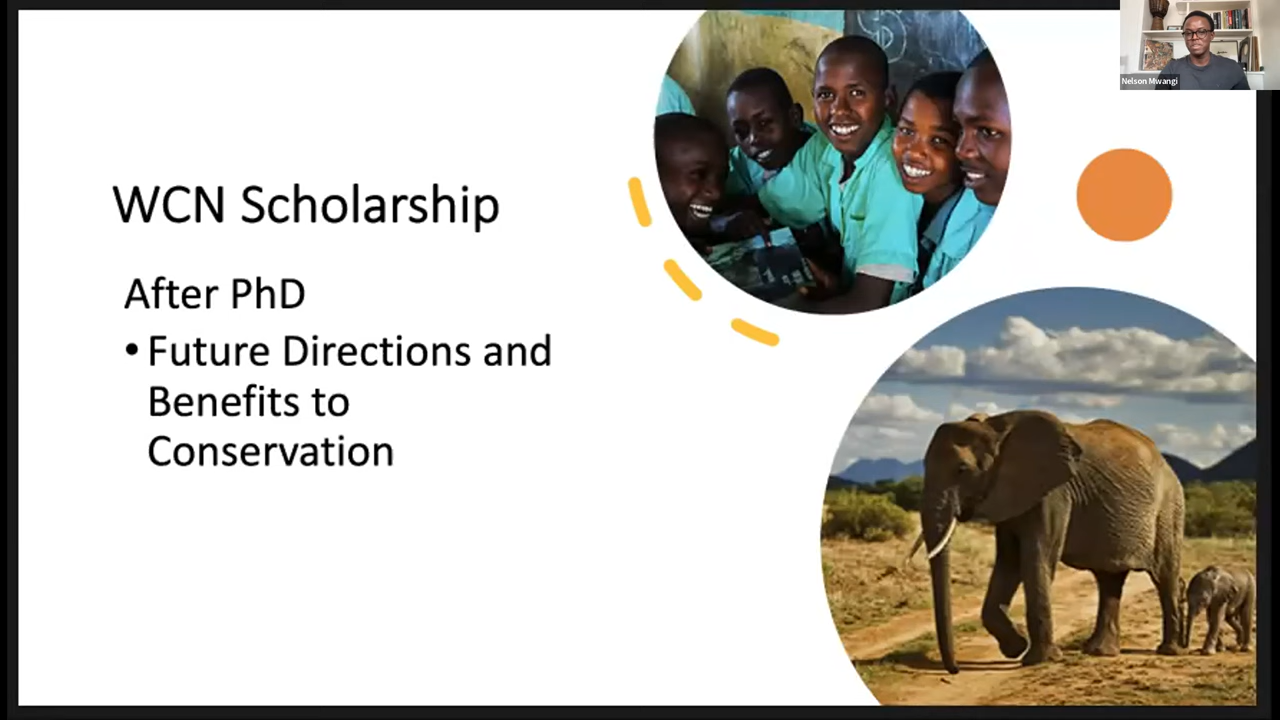 Nelson Mwangi
WCN Scholarship
After PhD
• Future Directions and
Benefits to
Conservation